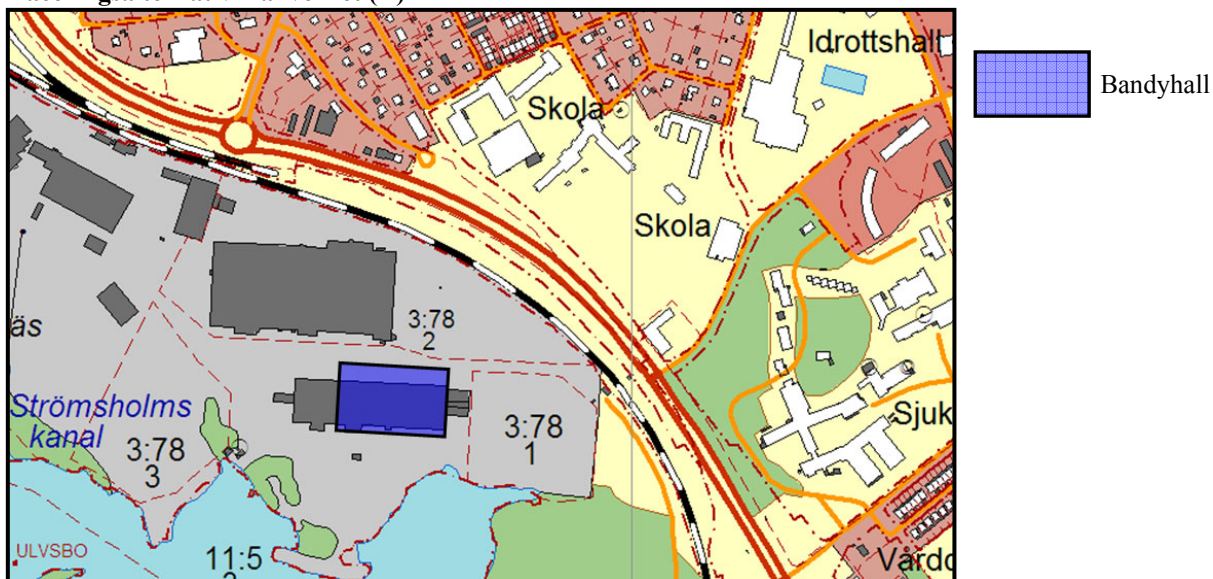 Idrottshall
Bandyhall
Skola
Skola
3:78
2
äs
Strömsholms
kanal
3:78
1
3:78
3
Sjuk
ULVSBO
11:5
Vårdc